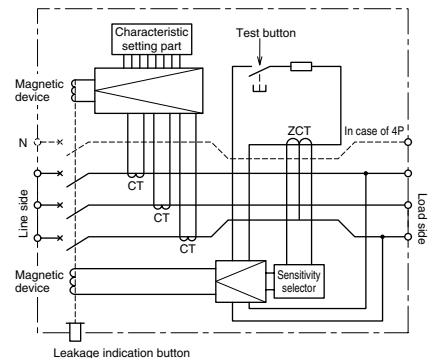 Characteristic
setting part
Test button
Magnetic
device
N
ZCT
In case of 4P
CT
CT
CT
Line side
Load side
Magnetic
device
Sensitivity
selector
Leakage indication button